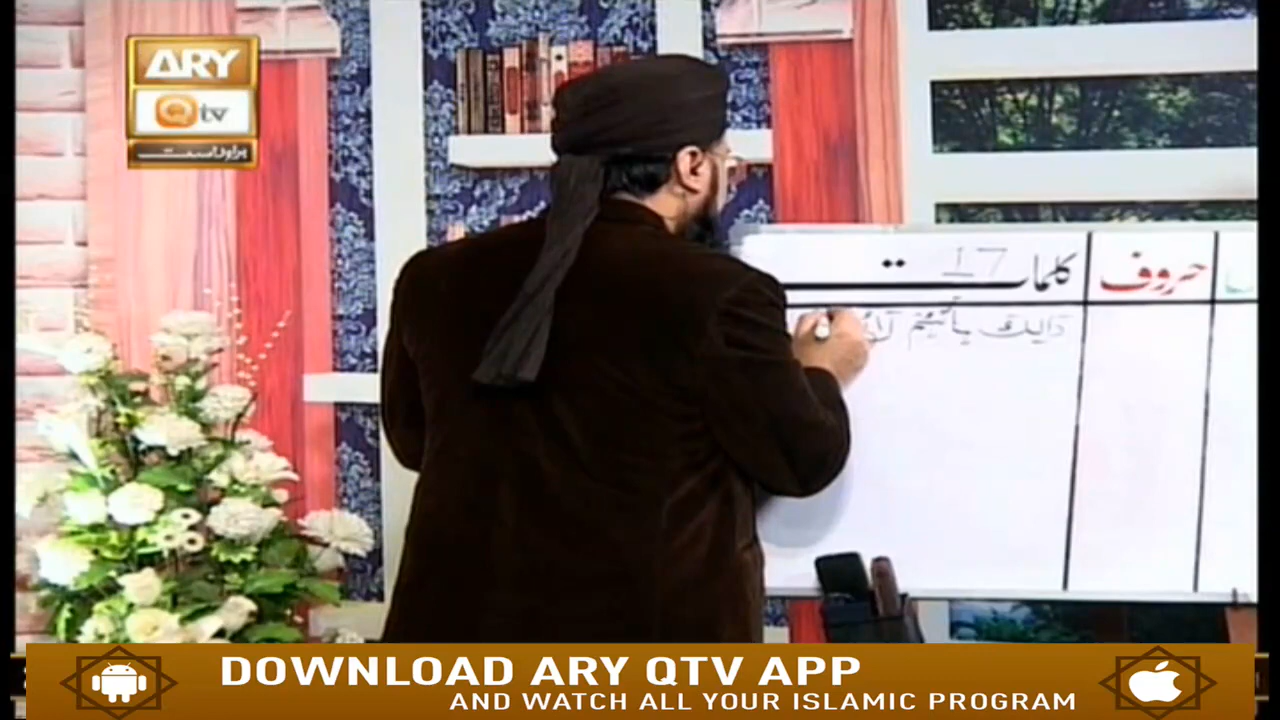 ARY
Qtv
براہ راست
کلمات 17
حروف
ذٰلِكَ بِاَنَّهُمْ
DOWNLOAD ARY QTV APP
AND WATCH ALL YOUR ISLAMIC PROGRAM